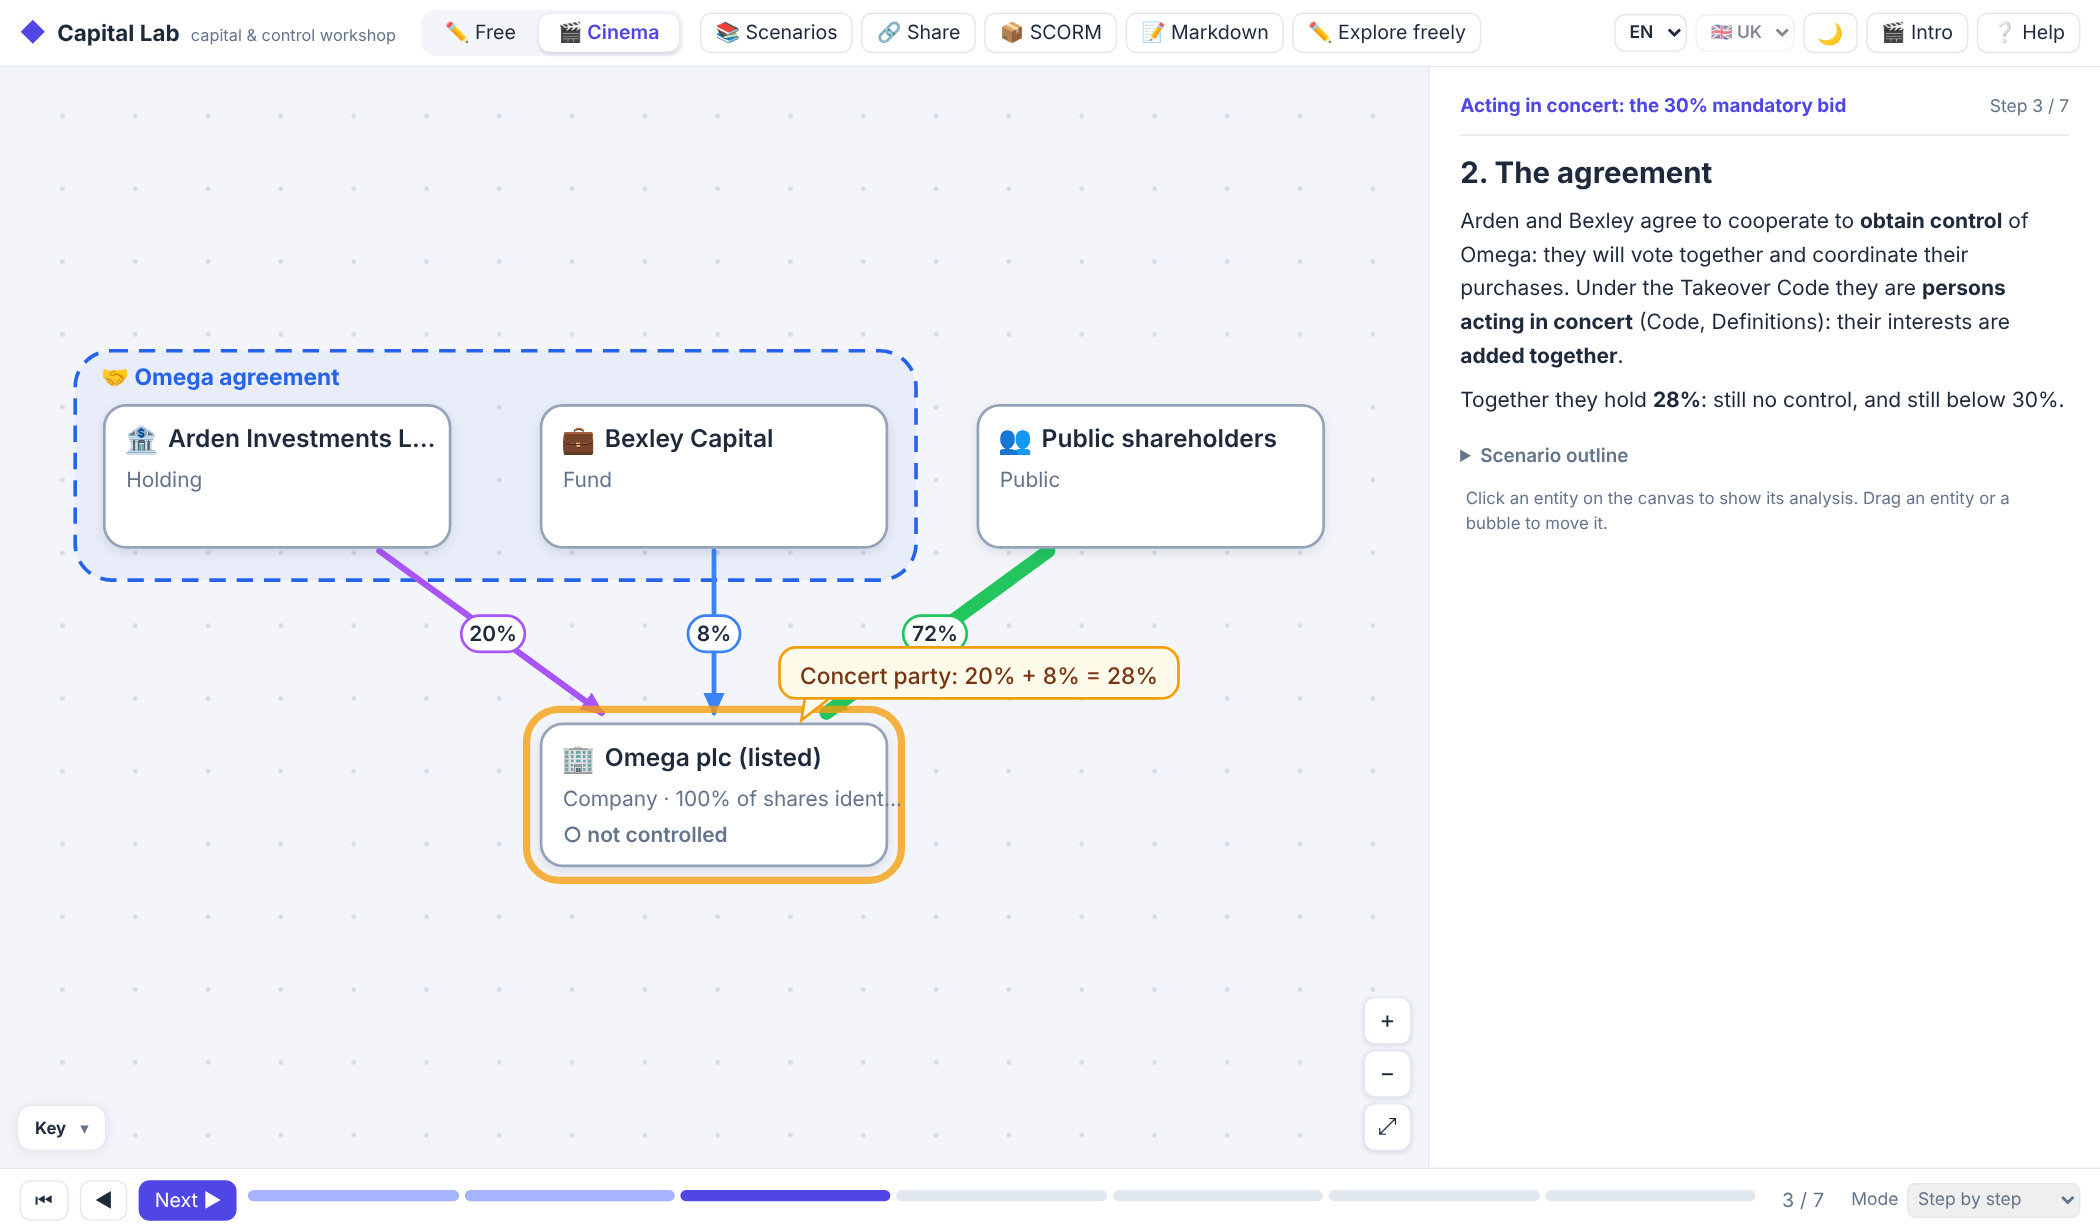 Capital Lab capital & control workshop Free Cinema Scenarios Share SCORM Markdown Explore freely EN UK Intro Help
Acting in concert: the 30% mandatory bid Step 3 / 7
2. The agreement
Arden and Bexley agree to cooperate to obtain control of
Omega: they will vote together and coordinate their
purchases. Under the Takeover Code they are persons
acting in concert (Code, Definitions): their interests are
added together.
Together they hold 28%: still no control, and still below 30%.
Scenario outline
Click an entity on the canvas to show its analysis. Drag an entity or a
bubble to move it.
Omega agreement
Arden Investments L...
Holding
Bexley Capital
Fund
Public shareholders
Public
20%
8%
72%
Concert party: 20% + 8% = 28%
Omega plc (listed)
Company · 100% of shares ident...
not controlled
+
−
Key
Next 3 / 7 Mode Step by step